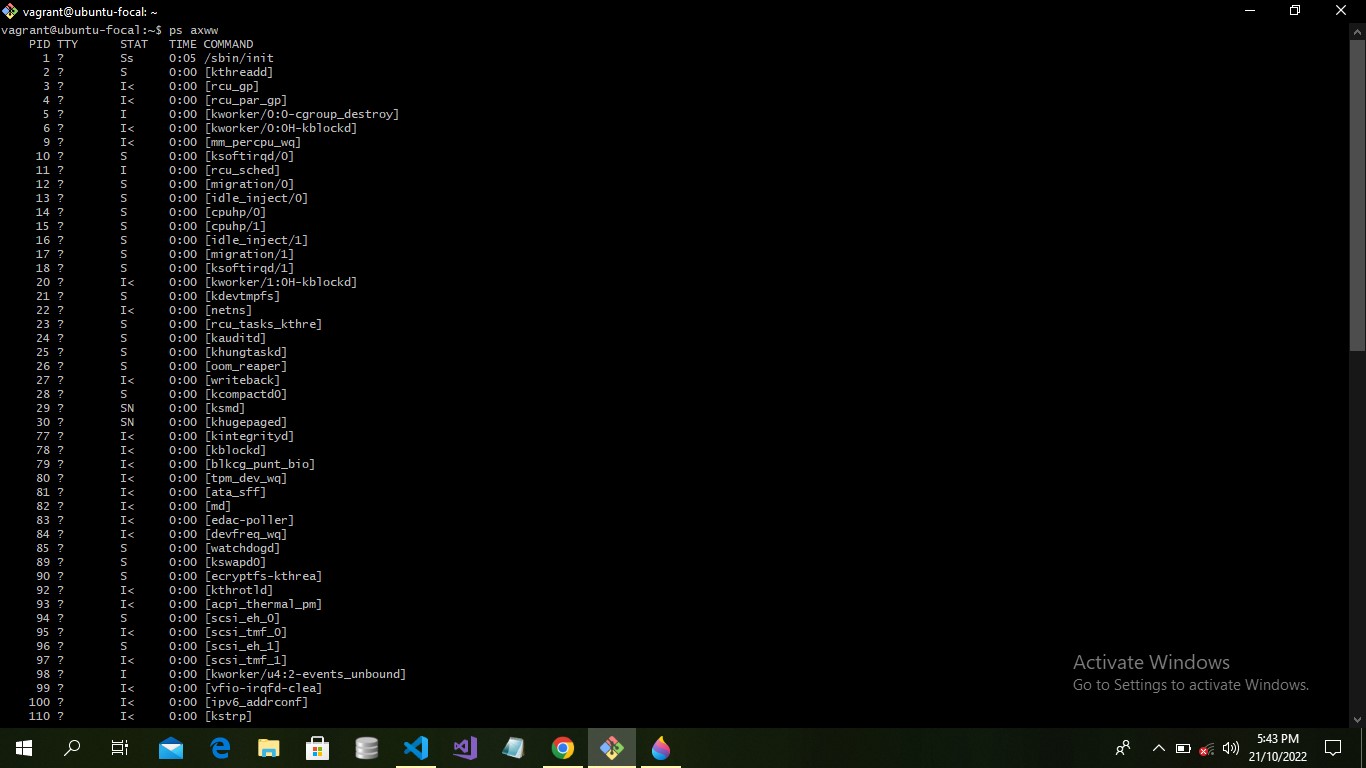 vagrant@ubuntu-focal: ~
vagrant@ubuntu-focal:~$ ps axww
PID TTY STAT TIME COMMAND
1 ? Ss 0:05 /sbin/init
2 ? S 0:00 [kthreadd]
3 ? I< 0:00 [rcu_gp]
4 ? I< 0:00 [rcu_par_gp]
5 ? I 0:00 [kworker/0:0-cgroup_destroy]
6 ? I< 0:00 [kworker/0:0H-kblockd]
9 ? I< 0:00 [mm_percpu_wq]
10 ? S 0:00 [ksoftirqd/0]
11 ? I 0:00 [rcu_sched]
12 ? S 0:00 [migration/0]
13 ? S 0:00 [idle_inject/0]
14 ? S 0:00 [cpuhp/0]
15 ? S 0:00 [cpuhp/1]
16 ? S 0:00 [idle_inject/1]
17 ? S 0:00 [migration/1]
18 ? S 0:00 [ksoftirqd/1]
20 ? I< 0:00 [kworker/1:0H-kblockd]
21 ? S 0:00 [kdevtmpfs]
22 ? I< 0:00 [netns]
23 ? S 0:00 [rcu_tasks_kthre]
24 ? S 0:00 [kauditd]
25 ? S 0:00 [khungtaskd]
26 ? S 0:00 [oom_reaper]
27 ? I< 0:00 [writeback]
28 ? S 0:00 [kcompactd0]
29 ? SN 0:00 [ksmd]
30 ? SN 0:00 [khugepaged]
77 ? I< 0:00 [kintegrityd]
78 ? I< 0:00 [kblockd]
79 ? I< 0:00 [blkcg_punt_bio]
80 ? I< 0:00 [tpm_dev_wq]
81 ? I< 0:00 [ata_sff]
82 ? I< 0:00 [md]
83 ? I< 0:00 [edac-poller]
84 ? I< 0:00 [devfreq_wq]
85 ? S 0:00 [watchdogd]
89 ? S 0:00 [kswapd0]
90 ? S 0:00 [ecryptfs-kthrea]
92 ? I< 0:00 [kthrotld]
93 ? I< 0:00 [acpi_thermal_pm]
94 ? S 0:00 [scsi_eh_0]
95 ? I< 0:00 [scsi_tmf_0]
96 ? S 0:00 [scsi_eh_1]
97 ? I< 0:00 [scsi_tmf_1]
98 ? I 0:00 [kworker/u4:2-events_unbound]
99 ? I< 0:00 [vfio-irqfd-clea]
100 ? I< 0:00 [ipv6_addrconf]
110 ? I< 0:00 [kstrp]
Activate Windows
Go to Settings to activate Windows.
5:43 PM
21/10/2022